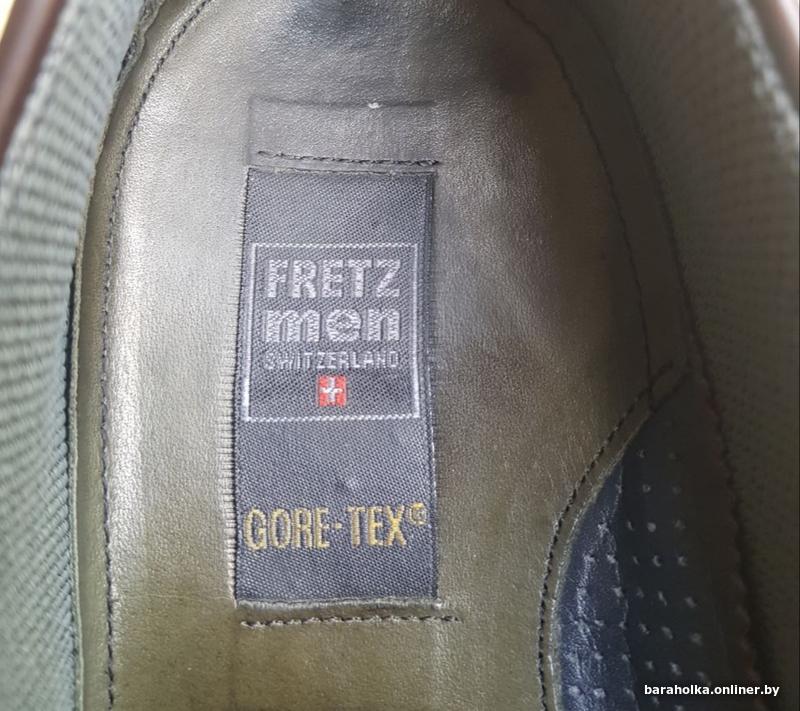 FRETZ
men
SWITZERLAND
GORE-TEX®
baraholka.onliner.by